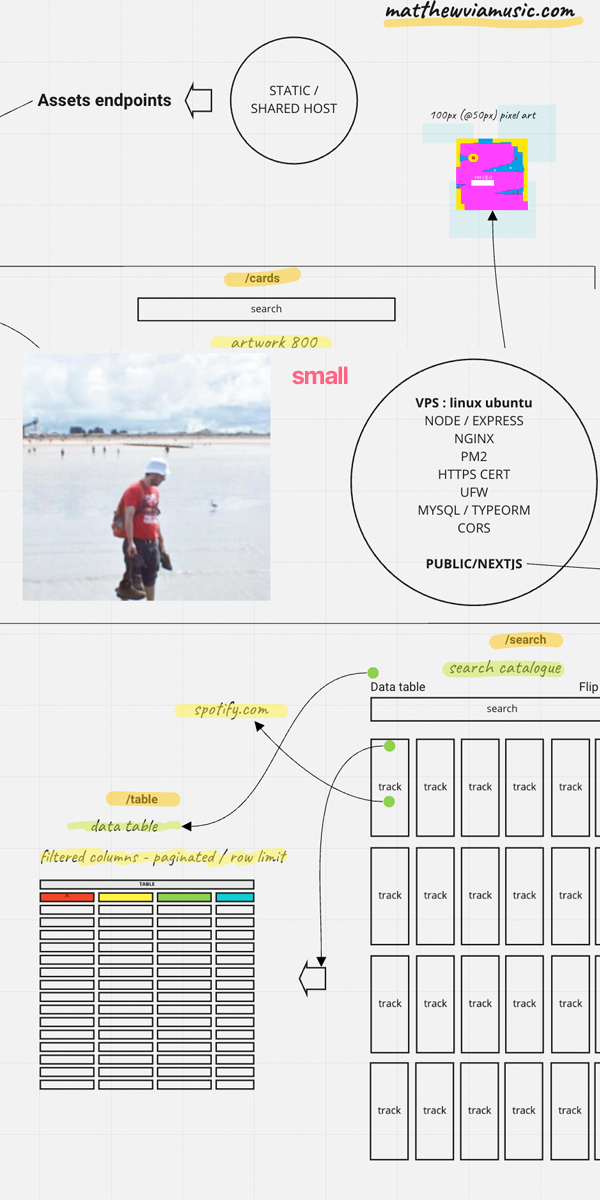 matthewviamusic.com
STATIC /
SHARED HOST
Assets endpoints
100px (@50px) pixel art
/cards
search
artwork 800
small
VPS : linux ubuntu
NODE / EXPRESS
NGINX
PM2
HTTPS CERT
UFW
MYSQL / TYPEORM
CORS
PUBLIC/NEXTJS
/search
search catalogue
Data table
Flip
search
spotify.com
track track track track track
/table
data table
filtered columns - paginated / row limit
TABLE
^
track track track track track
track track track track track
track track track track track